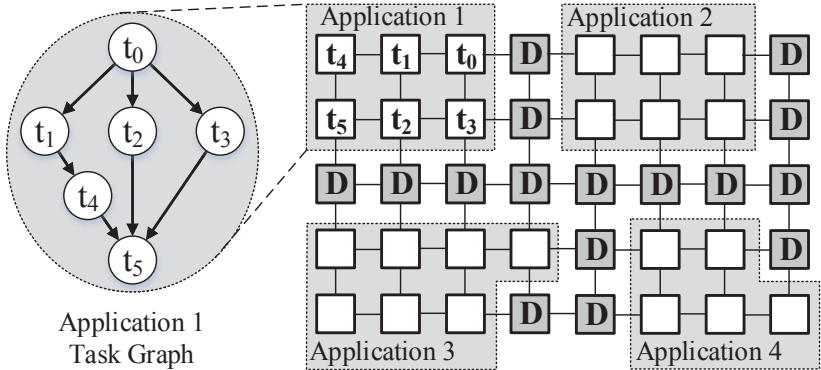 Application 1 Application 2
t₀
t₁ t₂ t₃
t₄
t₅
Application 1
Task Graph
t₄ t₁ t₀ D D
t₅ t₂ t₃ D D
D D D D D D D D
D D
D D
Application 3 Application 4